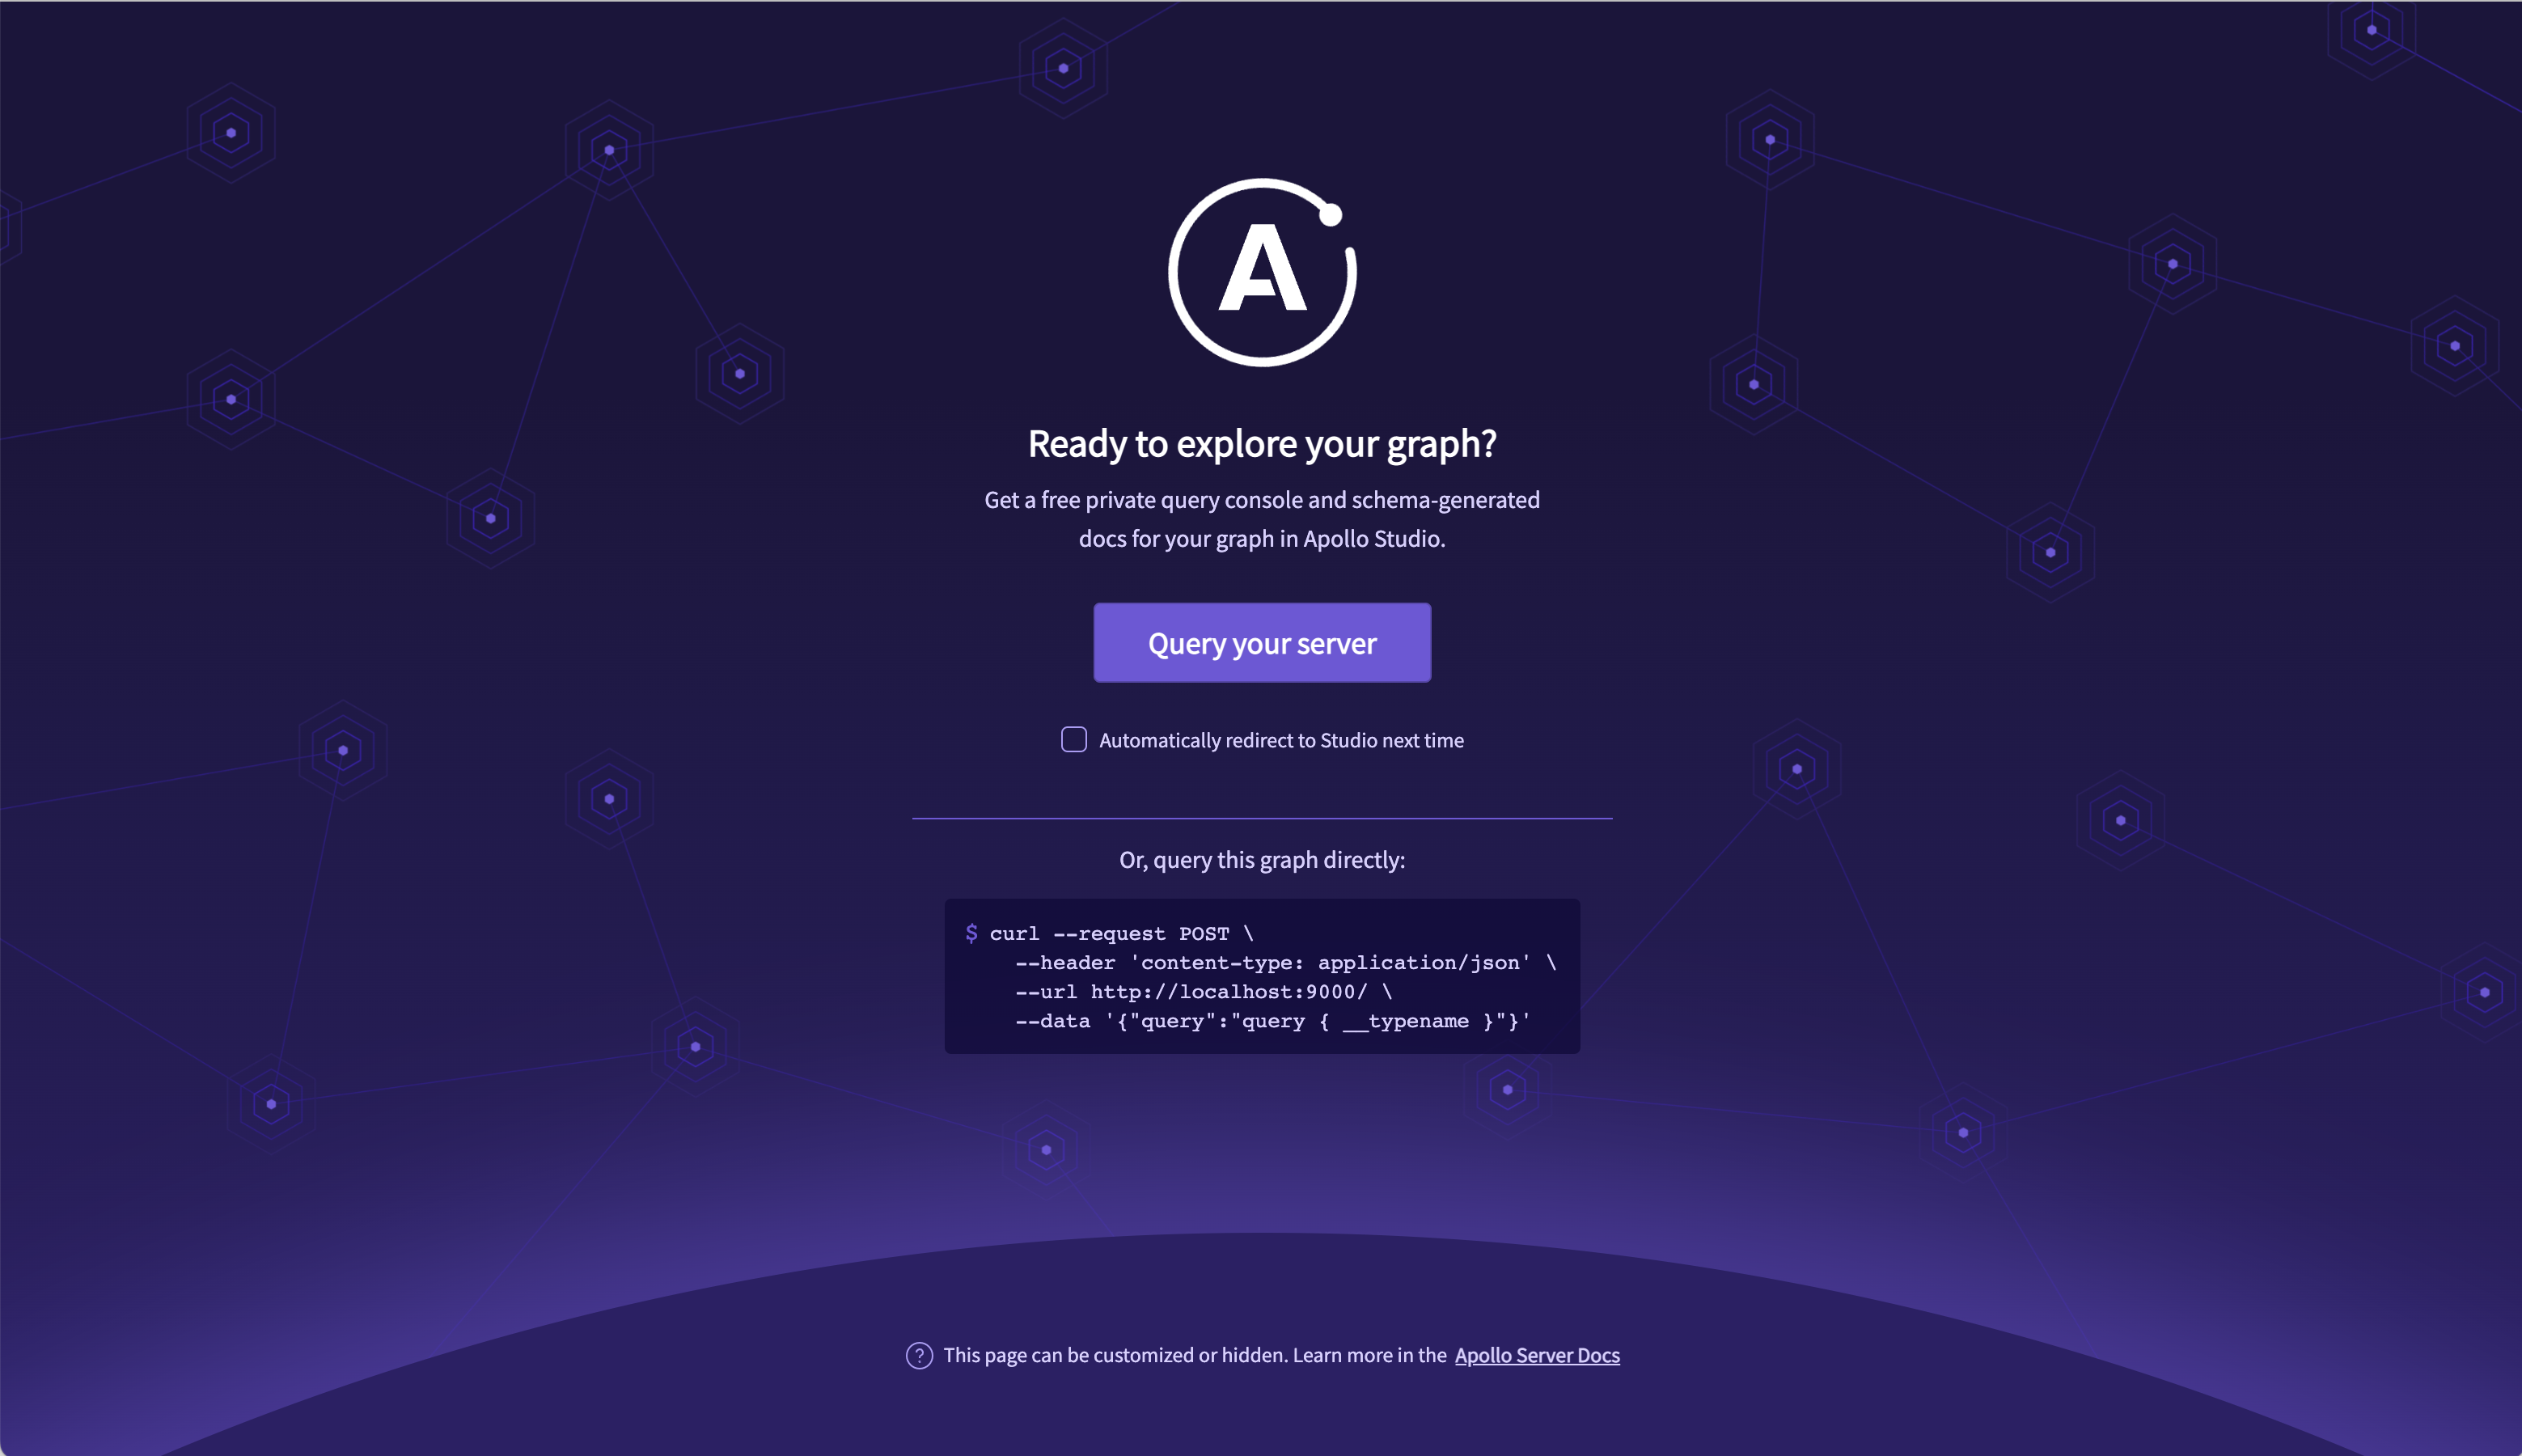 A
Ready to explore your graph?
Get a free private query console and schema-generated
docs for your graph in Apollo Studio.
Query your server
Automatically redirect to Studio next time
Or, query this graph directly:
$ curl --request POST \
    --header 'content-type: application/json' \
    --url http://localhost:9000/ \
    --data '{"query":"query { __typename }"}'
? This page can be customized or hidden. Learn more in the Apollo Server Docs